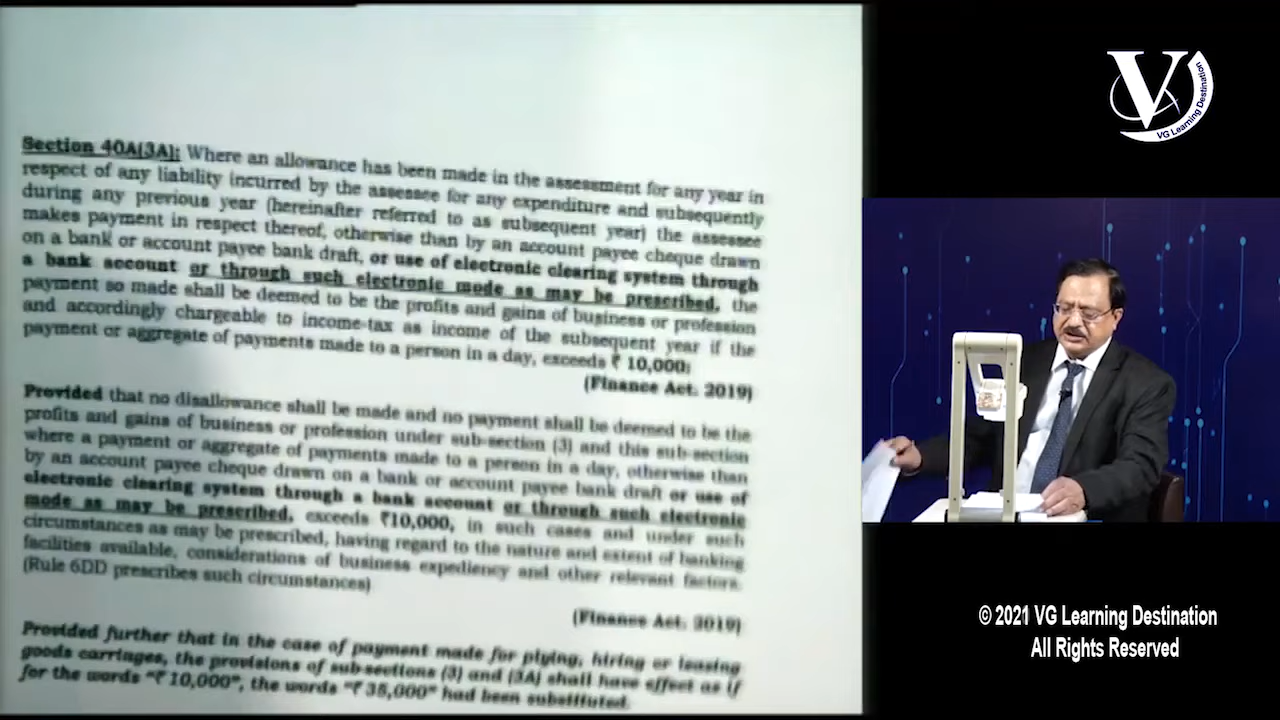 Section 40A(3A): Where an allowance has been made in the assessment for any year in
respect of any liability incurred by the assessee for any expenditure and subsequently
during any previous year (hereinafter referred to as subsequent year) the assessee
makes payment in respect thereof, otherwise than by an account payee cheque drawn
on a bank or account payee bank draft, or use of electronic clearing system through
a bank account or through such electronic mode as may be prescribed, the
payment so made shall be deemed to be the profits and gains of business or profession
and accordingly chargeable to income-tax as income of the subsequent year if the
payment or aggregate of payments made to a person in a day, exceeds ₹ 10,000:
(Finance Act. 2019)
Provided that no disallowance shall be made and no payment shall be deemed to be the
profits and gains of business or profession under sub-section (3) and this sub-section
where a payment or aggregate of payments made to a person in a day, otherwise than
by an account payee cheque drawn on a bank or account payee bank draft or use of
electronic clearing system through a bank account or through such electronic
mode as may be prescribed, exceeds ₹10,000, in such cases and under such
circumstances as may be prescribed, having regard to the nature and extent of banking
facilities available, considerations of business expediency and other relevant factors.
(Rule 6DD prescribes such circumstances)
(Finance Act. 2019)
Provided further that in the case of payment made for plying, hiring or leasing
goods carriages, the provisions of sub-sections (3) and (3A) shall have effect as if
for the words "₹ 10,000", the words "₹ 35,000" had been substituted.
V
VG Learning Destination
© 2021 VG Learning Destination
All Rights Reserved